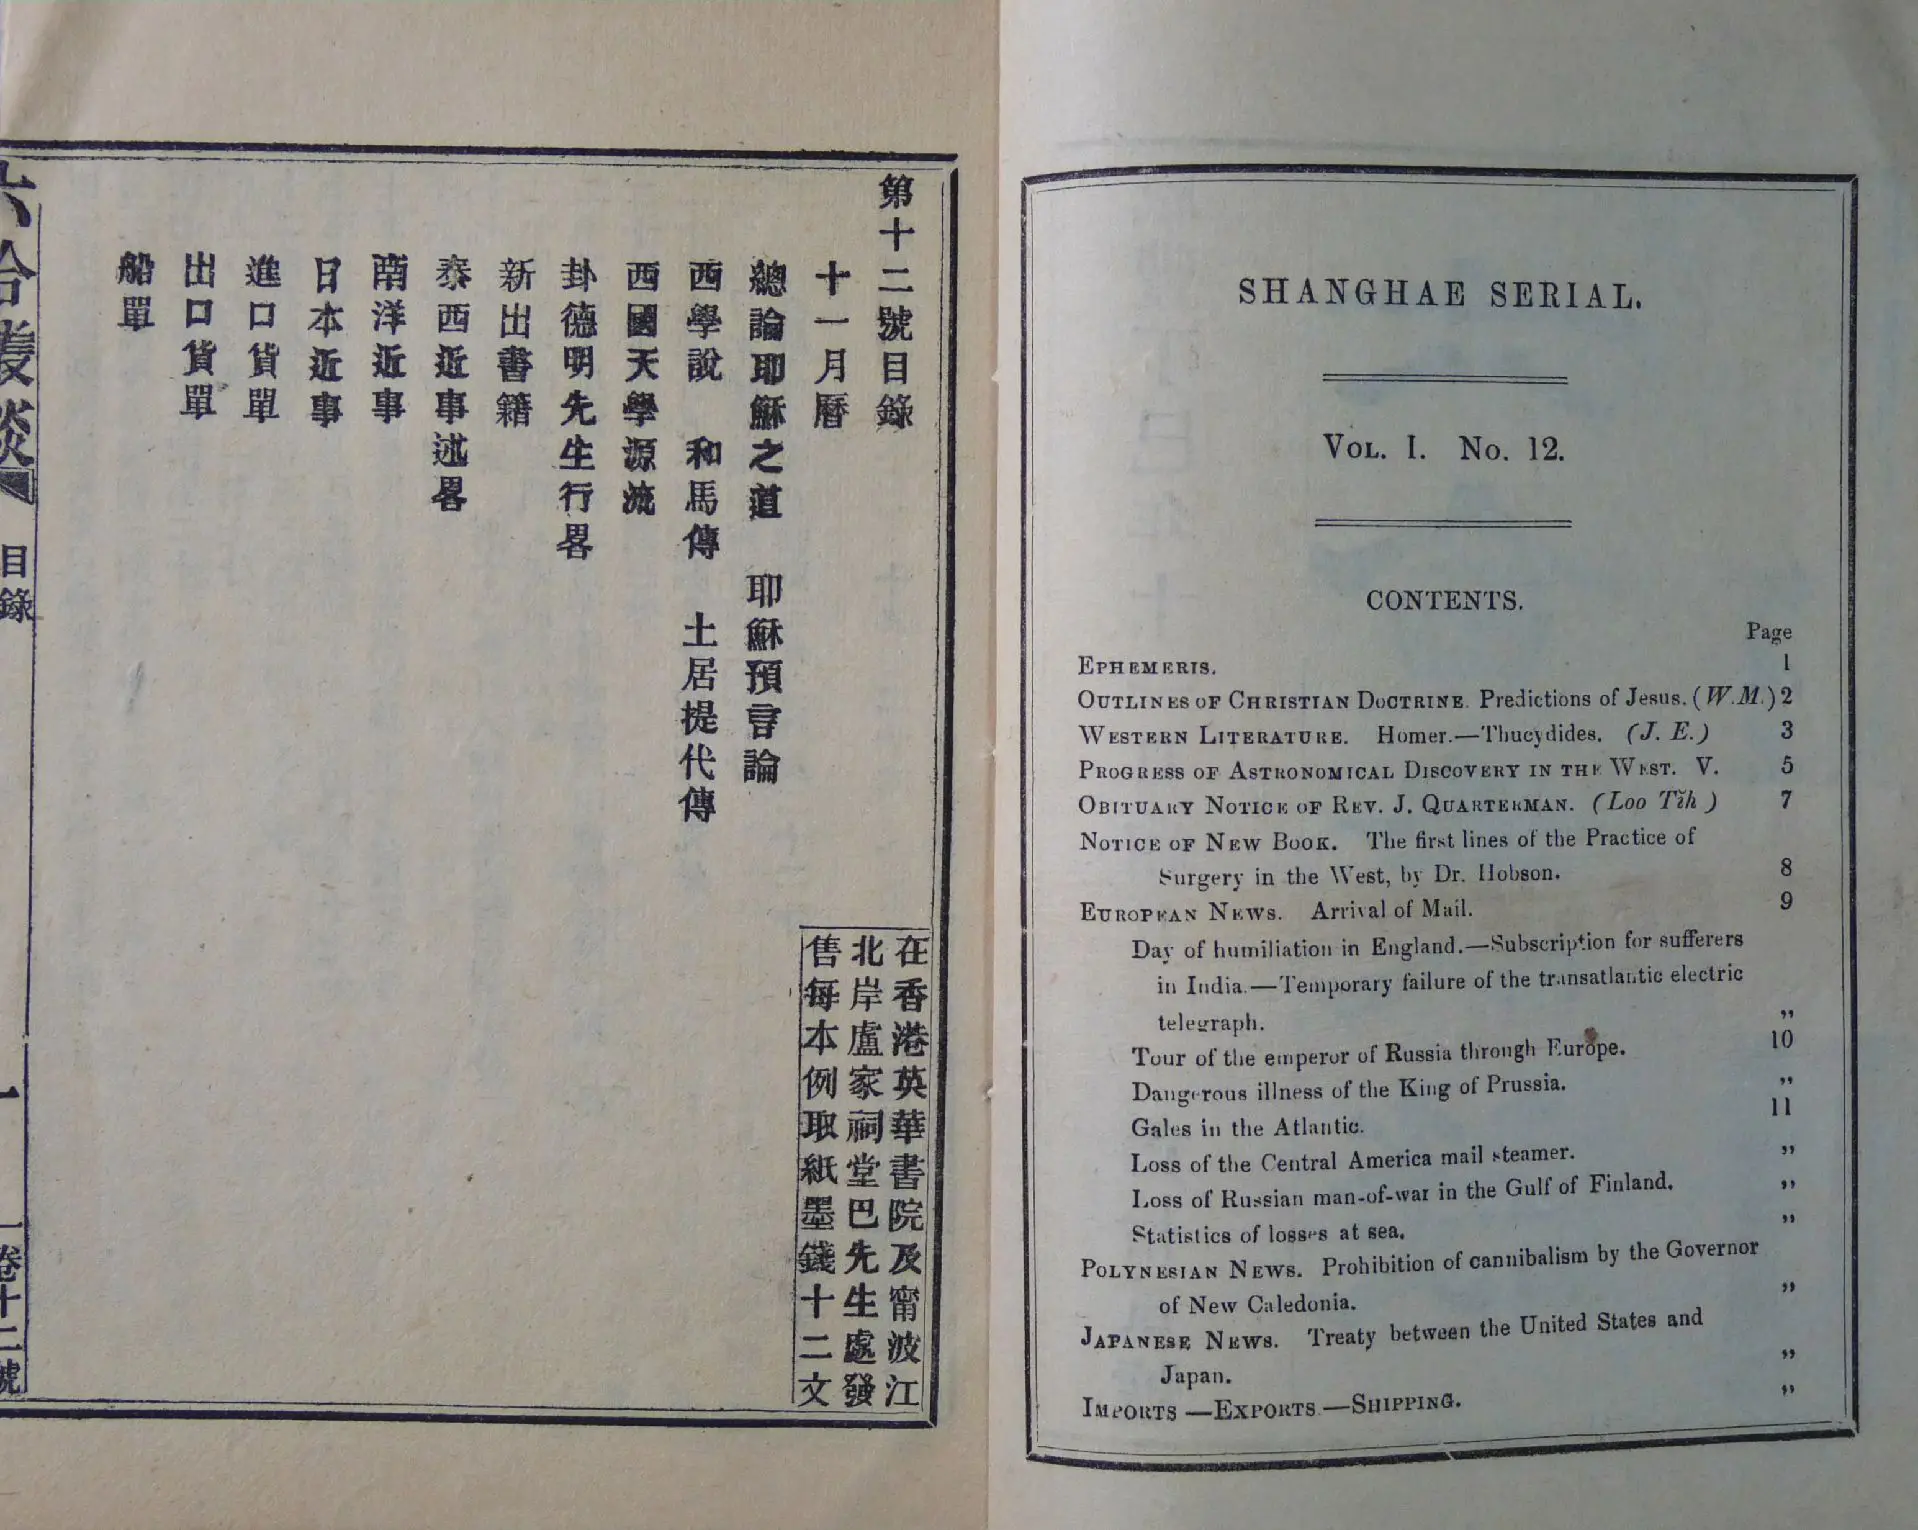 第十二號目錄
十一月曆
總論耶穌之道 耶穌預言論
西學說 和馬傳 土居提代傳
西國天學源流
卦德明先生行畧
新出書籍
泰西近事述畧
南洋近事
日本近事
進口貨單
出口貨單
船單
在香港英華書院及甯波江
北岸盧家祠堂巴先生處發
售每本例取紙墨錢十二文
六合叢談
目錄
一
一卷十二號
SHANGHAE SERIAL.
VOL. I. No. 12.
CONTENTS.
Page
EPHEMERIS. 1
OUTLINES OF CHRISTIAN DOCTRINE. Predictions of Jesus. (W.M.) 2
WESTERN LITERATURE. Homer.—Thucydides. (J. E.) 3
PROGRESS OF ASTRONOMICAL DISCOVERY IN THE WEST. V. 5
OBITUARY NOTICE OF REV. J. QUARTERMAN. (Loo Tĭh) 7
NOTICE OF NEW BOOK. The first lines of the Practice of
Surgery in the West, by Dr. Hobson. 8
EUROPEAN NEWS. Arrival of Mail. 9
Day of humiliation in England.—Subscription for sufferers
in India.—Temporary failure of the transatlantic electric
telegraph. ”
Tour of the emperor of Russia through Europe. 10
Dangerous illness of the King of Prussia. ”
Gales in the Atlantic. 11
Loss of the Central America mail steamer. ”
Loss of Russian man-of-war in the Gulf of Finland. ”
Statistics of losses at sea. ”
POLYNESIAN NEWS. Prohibition of cannibalism by the Governor
of New Caledonia. ”
JAPANESE NEWS. Treaty between the United States and
Japan. ”
IMPORTS—EXPORTS—SHIPPING. ”